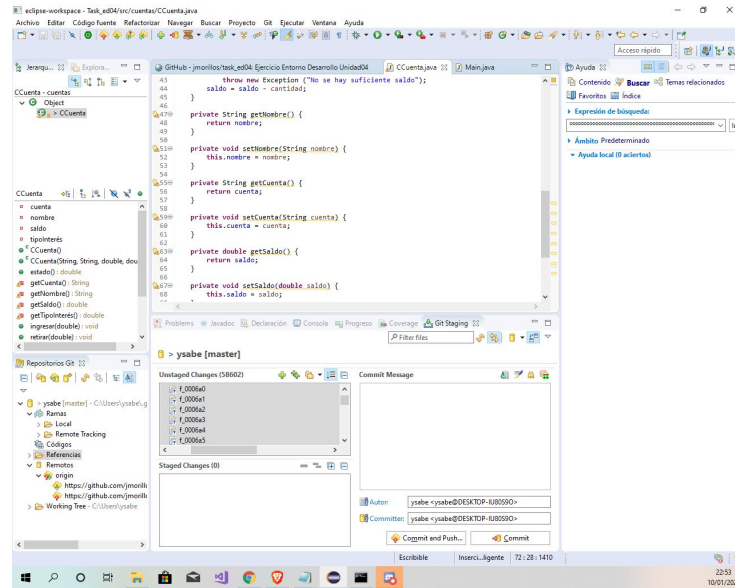 eclipse-workspace - Task_ed04/src/cuentas/CCuenta.java
Archivo Editar Código fuente Refactorizar Navegar Buscar Proyecto Git Ejecutar Ventana Ayuda
Acceso rápido
Jerarqu...
Explora...
CCuenta - cuentas
Object
> CCuenta
CCuenta
cuenta
nombre
saldo
tipoInterés
CCuenta()
CCuenta(String, String, double, dou
estado() : double
getCuenta() : String
getNombre() : String
getSaldo() : double
getTipoInterés() : double
ingresar(double) : void
retirar(double) : void
Repositorios Git
> ysabe [master] - C:\Users\ysabe\.g
Ramas
> Local
> Remote Tracking
Códigos
> Referencias
Remotos
origin
https://github.com/jmorill
https://github.com/jmorill
> Working Tree - C:\Users\ysabe
GitHub - jmorillos/task_ed04: Ejercicio Entorno Desarrollo Unidad04
CCuenta.java
Main.java
43 throw new Exception ("No se hay suficiente saldo");
44 saldo = saldo - cantidad;
45 }
46
47 private String getNombre() {
48 return nombre;
49 }
50
51 private void setNombre(String nombre) {
52 this.nombre = nombre;
53 }
54
55 private String getCuenta() {
56 return cuenta;
57 }
58
59 private void setCuenta(String cuenta) {
60 this.cuenta = cuenta;
61 }
62
63 private double getSaldo() {
64 return saldo;
65 }
66
67 private void setSaldo(double saldo) {
68 this.saldo = saldo;
Problems Javadoc Declaración Consola Progreso Coverage Git Staging
Filter files
> ysabe [master]
Unstaged Changes (58602)
f_0006a0
f_0006a1
f_0006a2
f_0006a3
f_0006a4
f_0006a5
Staged Changes (0)
Commit Message
Autor: ysabe <ysabe@DESKTOP-IU80S9O>
Committer: ysabe <ysabe@DESKTOP-IU80S9O>
Commit and Push...
Commit
Ayuda
Contenido Buscar Temas relacionados
Favoritos Índice
Expresión de búsqueda:
Ámbito Predeterminado
Ayuda local (0 aciertos)
Escribible
Inserci...ligente
72 : 28 : 1410
22:53
10/01/20